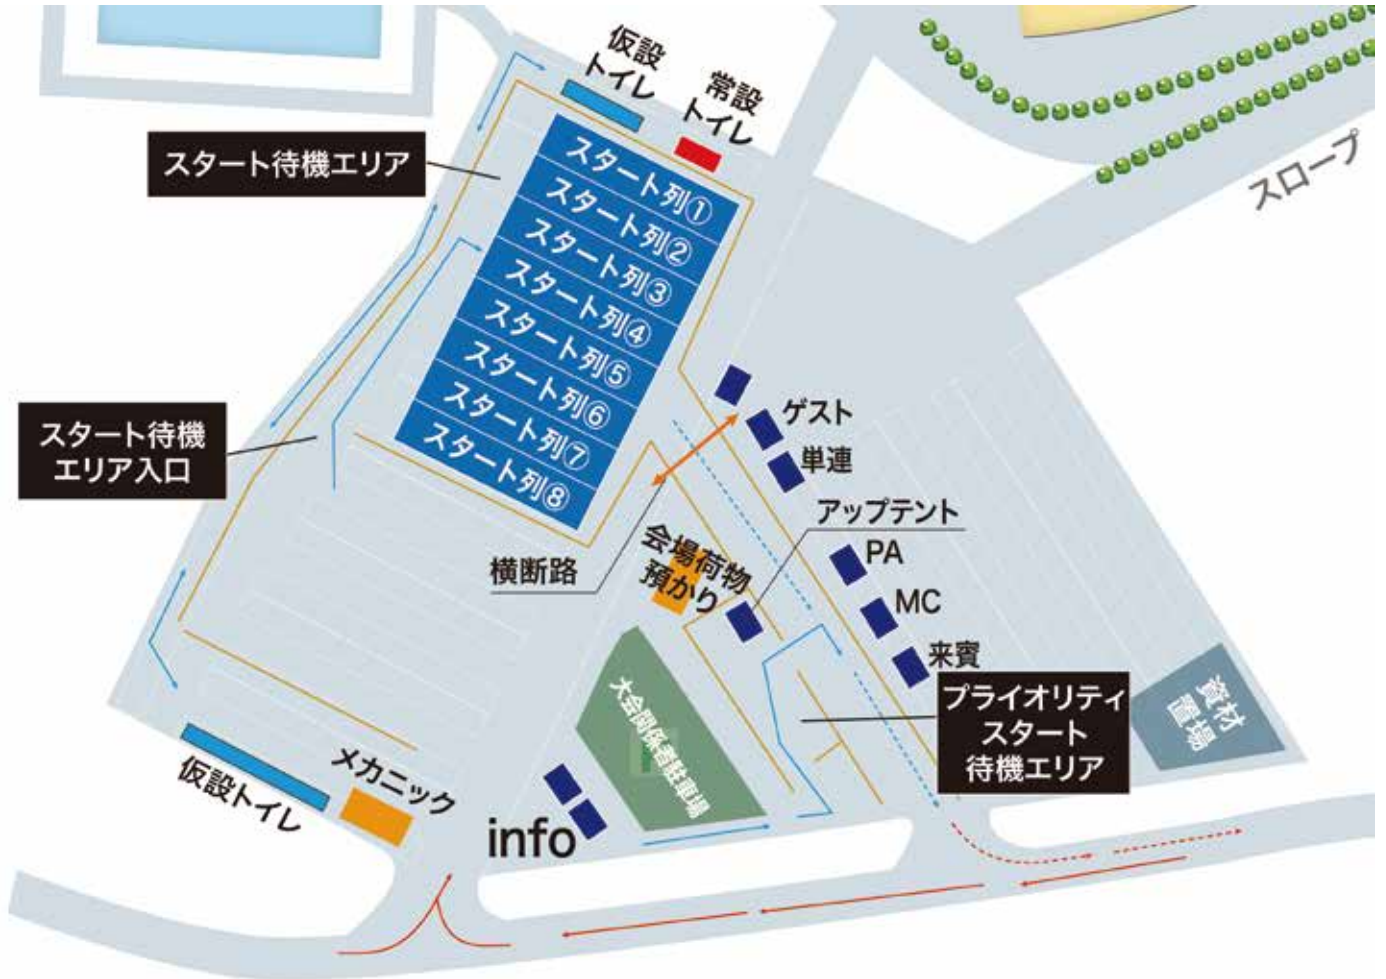 仮設
トイレ
常設
トイレ
スタート待機エリア
スタート列①
スタート列②
スタート列③
スタート列④
スタート列⑤
スタート列⑥
スタート列⑦
スタート列⑧
スロープ
スタート待機
エリア入口
ゲスト
単連
アップテント
横断路
会場荷物
預かり
PA
MC
来賓
プライオリティ
スタート
待機エリア
資材
置場
大会関係者駐車場
P
仮設トイレ
メカニック
info